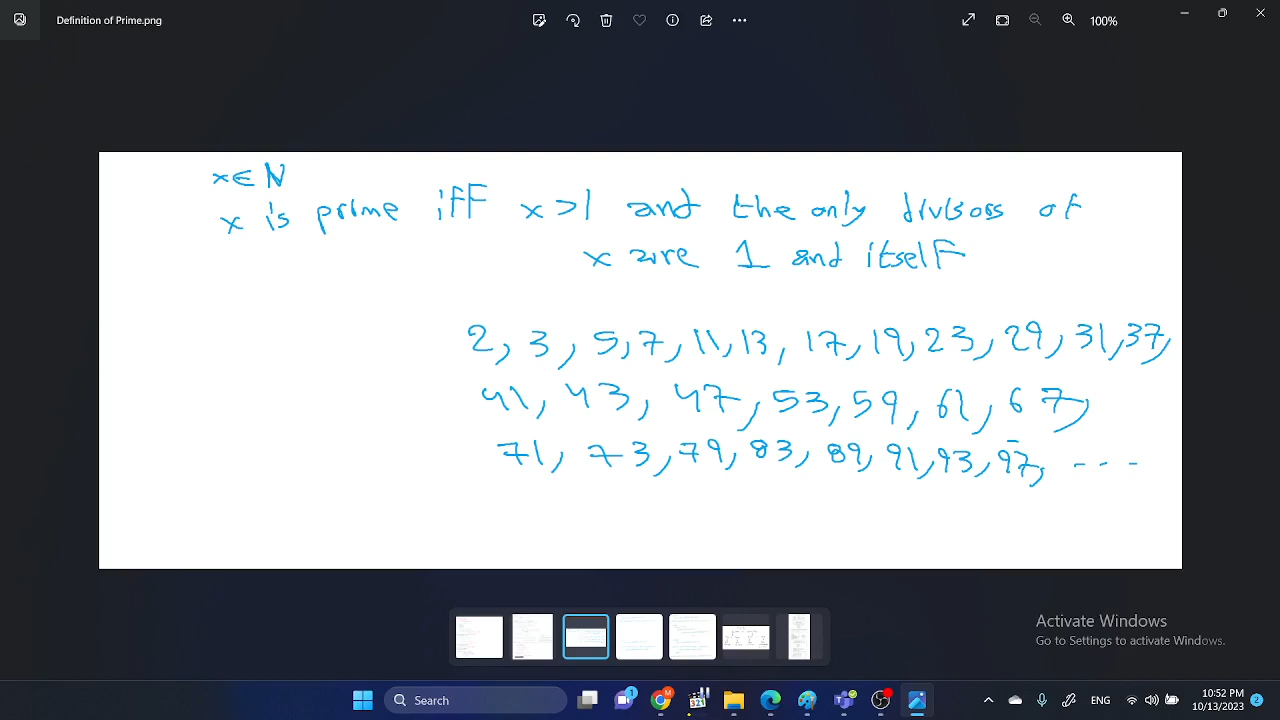 Definition of Prime.png
100%
x∈N
x is prime iff x>1 and the only divisors of
x are 1 and itself
2, 3, 5, 7, 11, 13, 17, 19, 23, 29, 31, 37,
41, 43, 47, 53, 59, 61, 67,
71, 73, 79, 83, 89, 91, 93, 97, ...
Activate Windows
Go to Settings to activate Windows.
Search
1
M
321
ENG
10:52 PM
10/13/2023
2